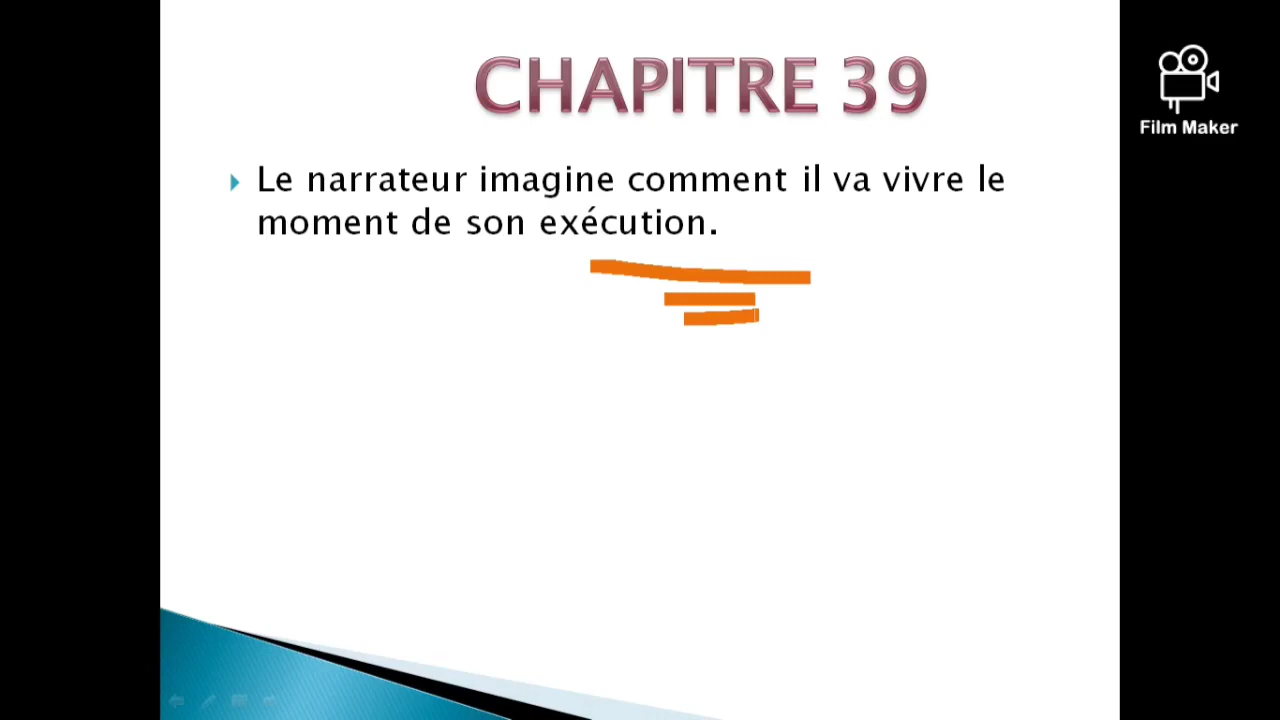 CHAPITRE 39
Film Maker
Le narrateur imagine comment il va vivre le
moment de son exécution.